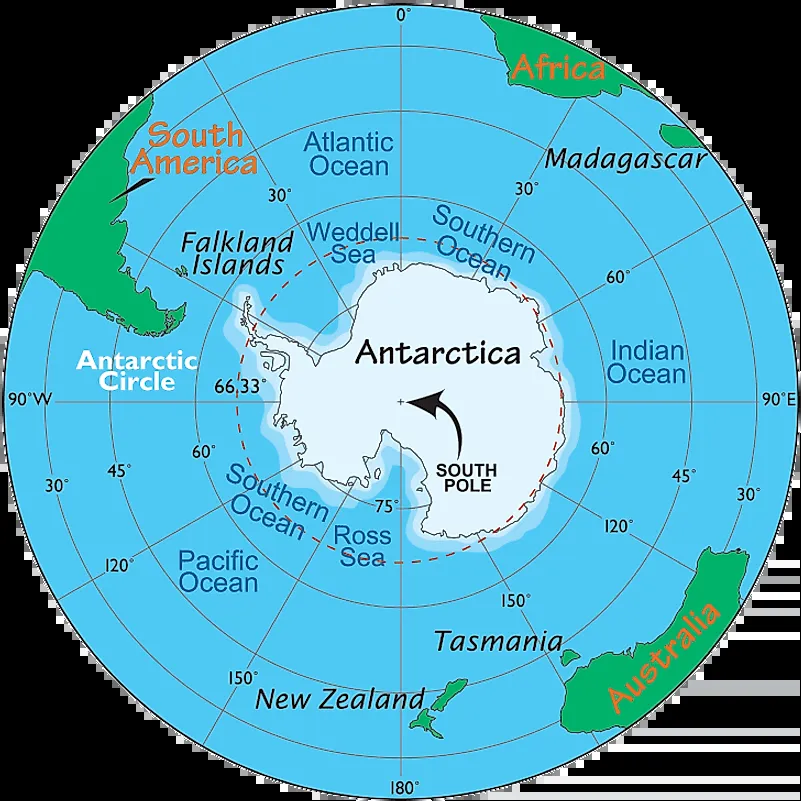 0°
Africa
South
America
Atlantic
Ocean
Madagascar
30°
30°
Weddell
Sea
Southern
Ocean
Falkland
Islands
60°
Antarctica
Indian
Ocean
Antarctic
Circle
66,33°
90°W
90°E
60°
60°
SOUTH
POLE
45°
45°
30°
30°
Southern
Ocean
75°
Ross
Sea
120°
Pacific
Ocean
120°
150°
Tasmania
Australia
150°
New Zealand
180°